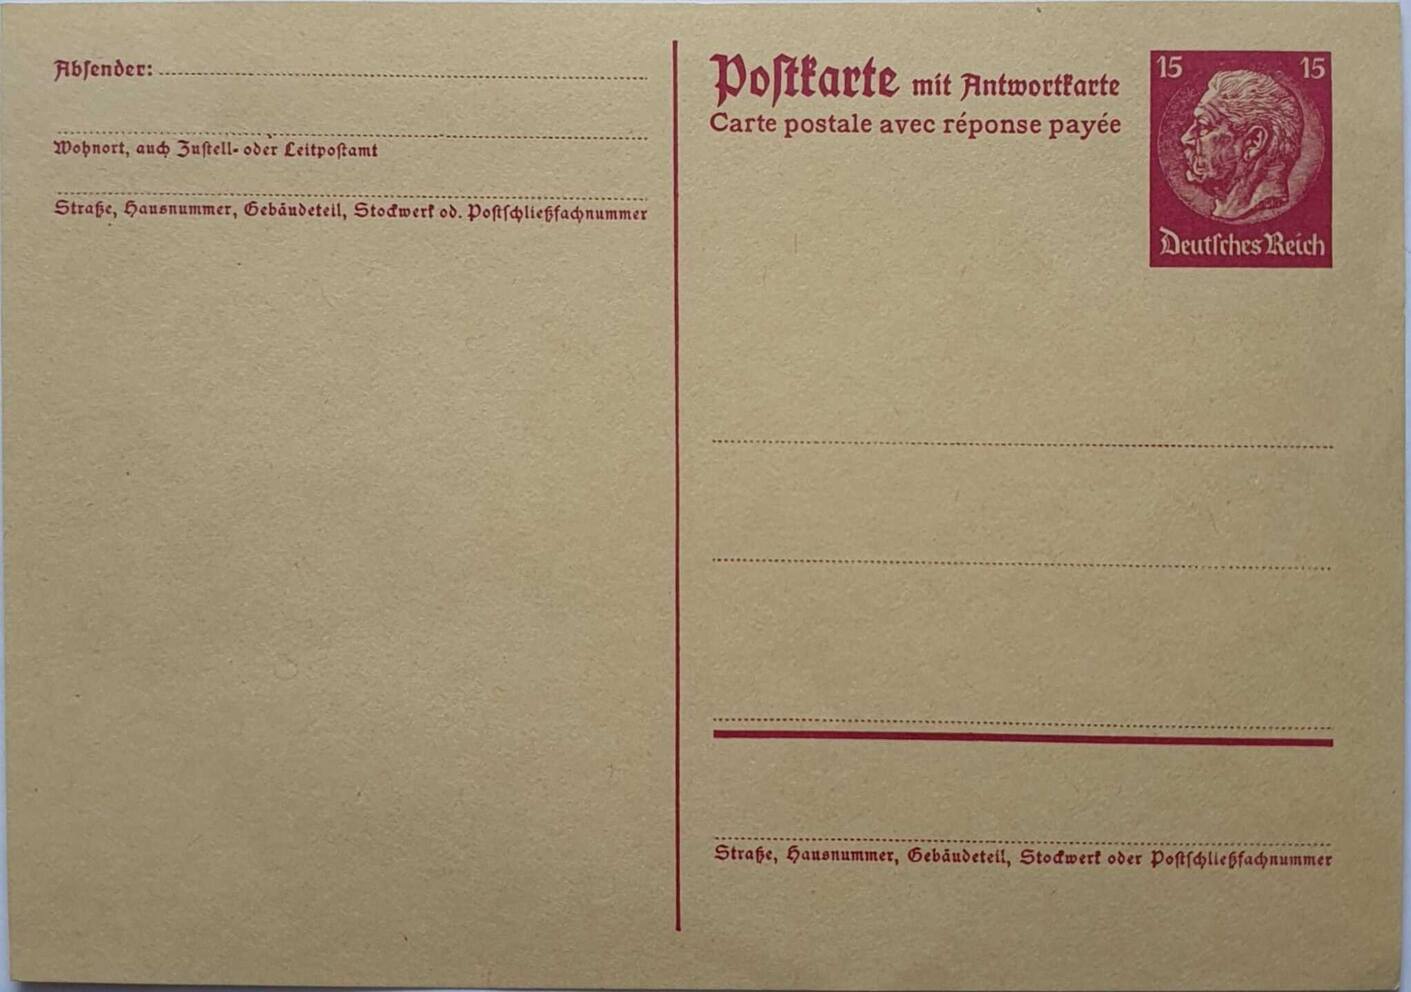 Absender:
Wohnort, auch Zustell- oder Leitpostamt
Straße, Hausnummer, Gebäudeteil, Stockwerk od. Postschließfachnummer
Postkarte mit Antwortkarte
Carte postale avec réponse payée
15 15
Deutsches Reich
Straße, Hausnummer, Gebäudeteil, Stockwerk oder Postschließfachnummer